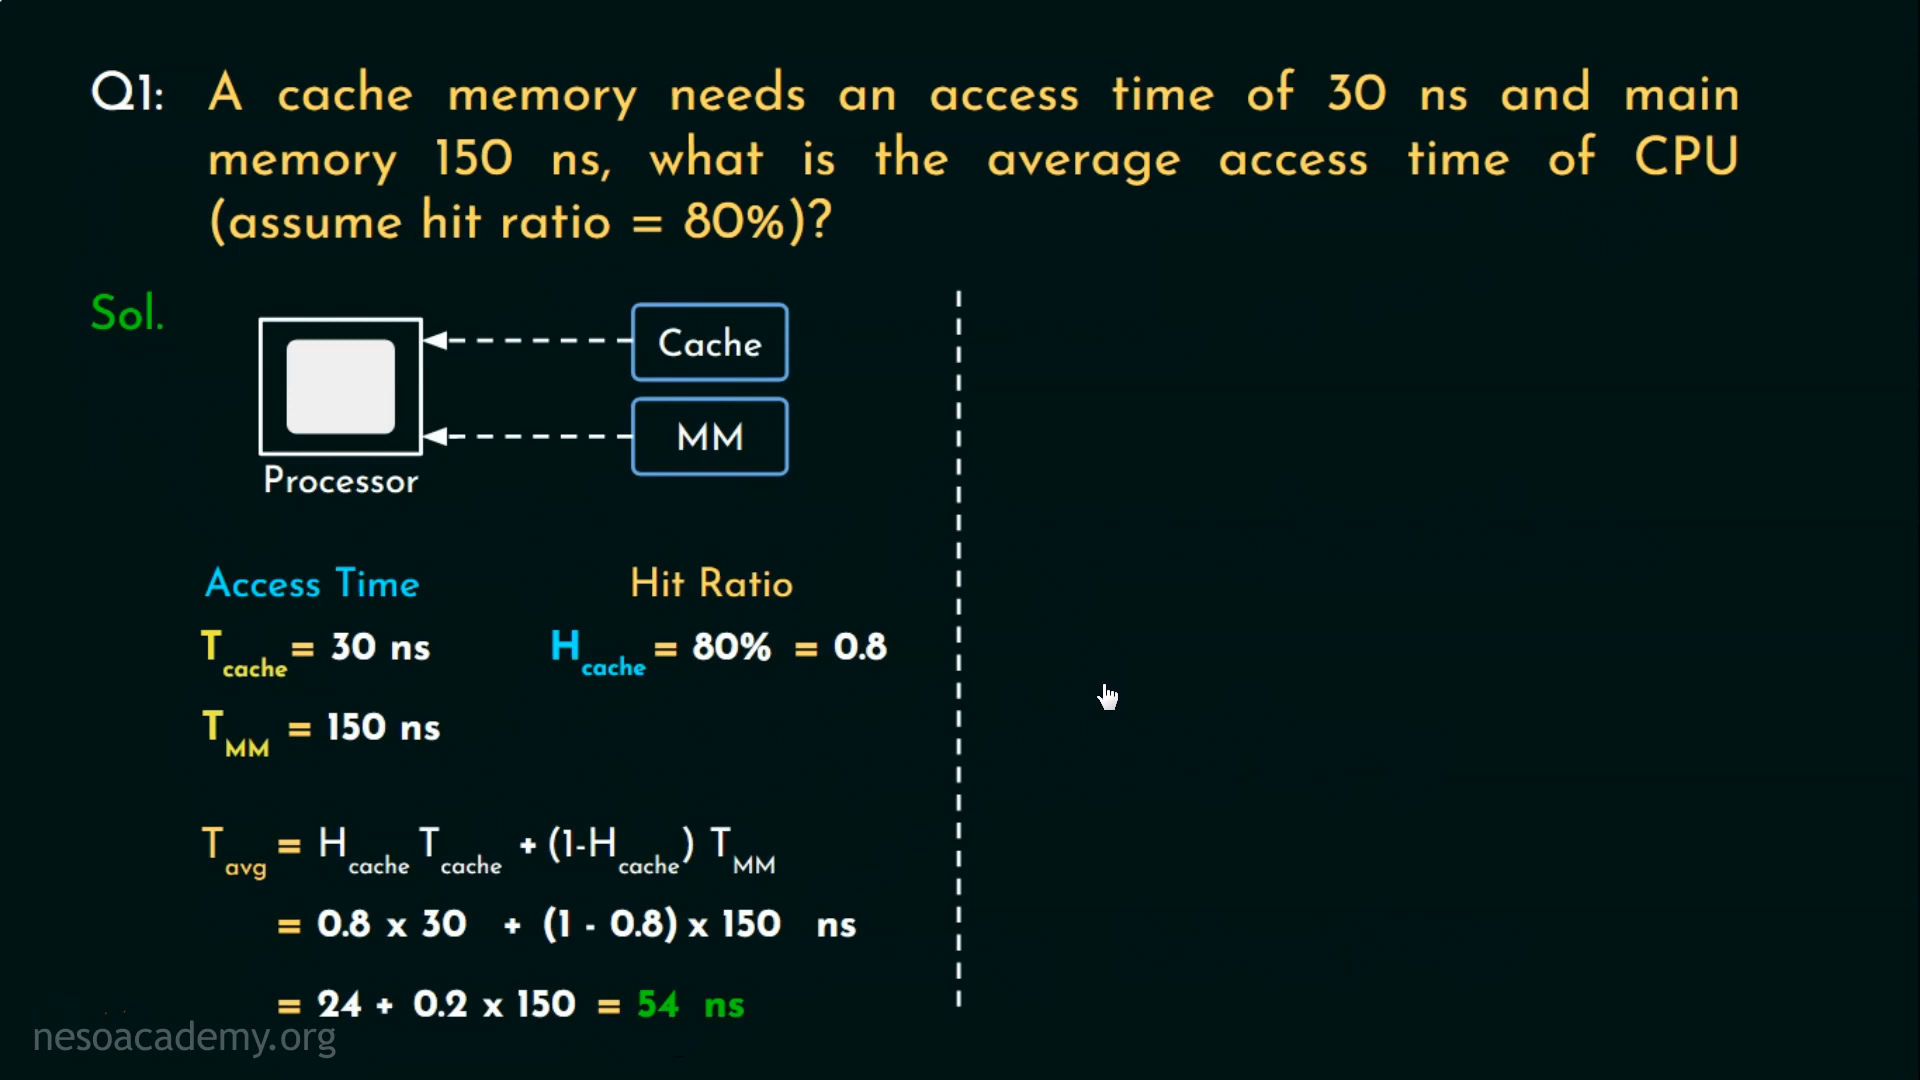 Q1: A cache memory needs an access time of 30 ns and main
memory 150 ns, what is the average access time of CPU
(assume hit ratio = 80%)?
Sol.
Cache
MM
Processor
Access Time
T cache = 30 ns
T MM = 150 ns
Hit Ratio
H cache = 80% = 0.8
T avg = H cache T cache + (1-H cache) T MM
= 0.8 x 30 + (1 - 0.8) x 150 ns
= 24 + 0.2 x 150 = 54 ns
nesoacademy.org